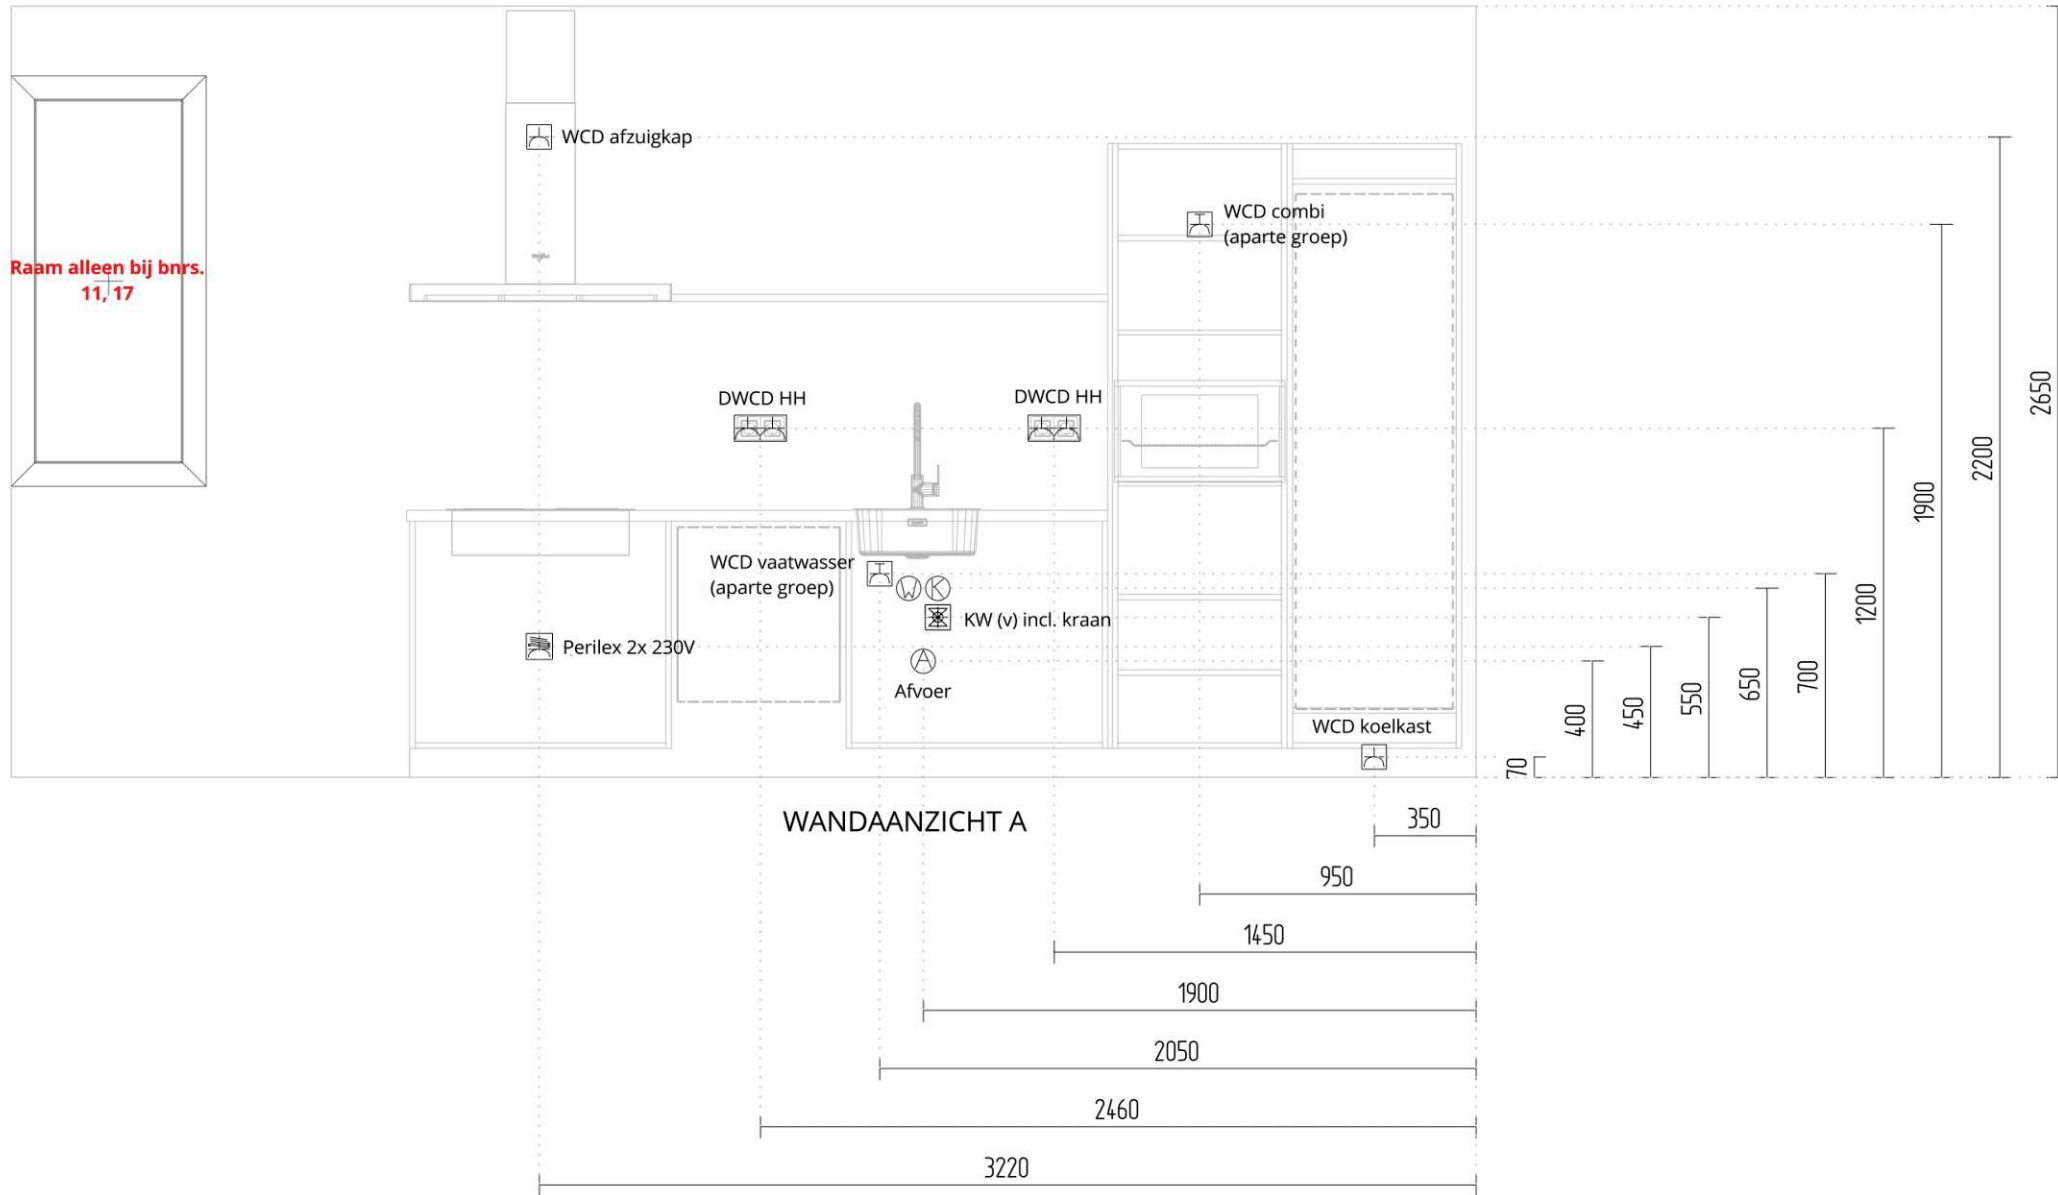 WCD afzuigkap
WCD combi
(aparte groep)
Raam alleen bij bnrs.
11, 17
DWCD HH
DWCD HH
WCD vaatwasser
(aparte groep)
W
K
KW (v) incl. kraan
Perilex 2x 230V
A
Afvoer
WCD koelkast
70
400
450
550
650
700
1200
1900
2200
2650
WANDAANZICHT A
350
950
1450
1900
2050
2460
3220